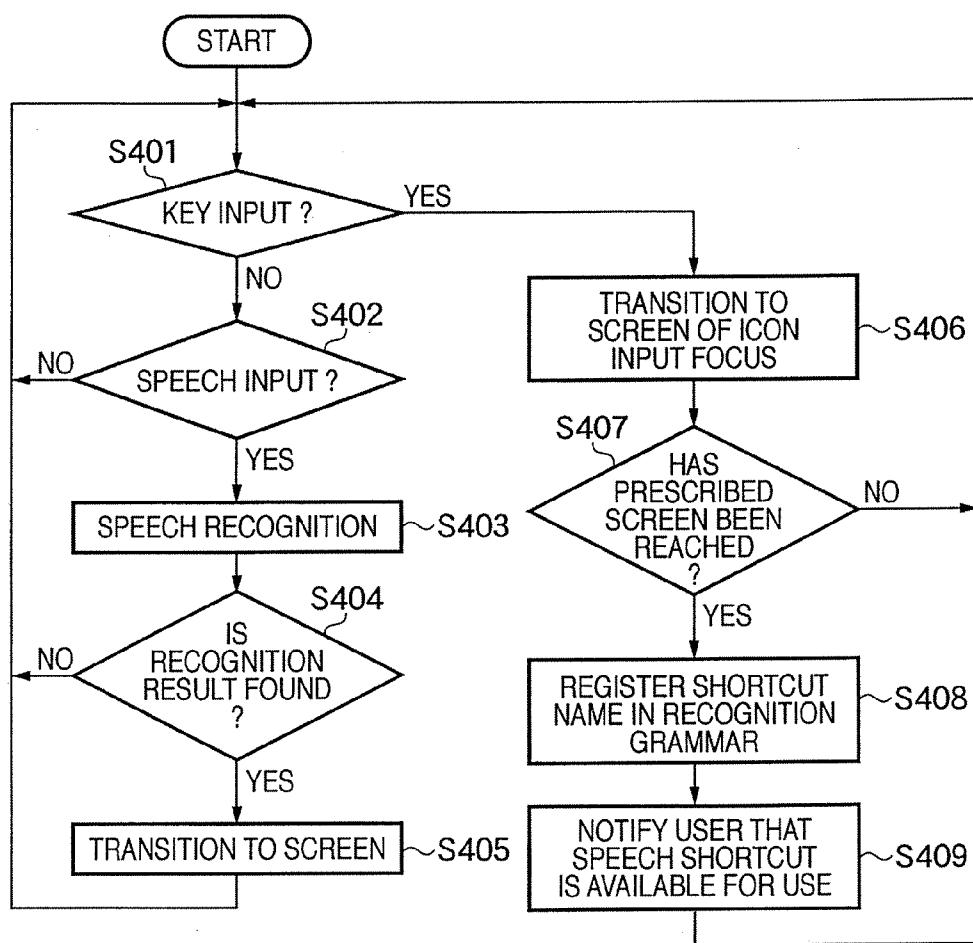 START
S401
KEY INPUT ?
YES
NO
S402
SPEECH INPUT ?
NO
YES
SPEECH RECOGNITION
S403
S404
IS
RECOGNITION
RESULT FOUND
?
NO
YES
TRANSITION TO SCREEN
S405
TRANSITION TO
SCREEN OF ICON
INPUT FOCUS
S406
S407
HAS
PRESCRIBED
SCREEN BEEN
REACHED
?
NO
YES
REGISTER SHORTCUT
NAME IN RECOGNITION
GRAMMAR
S408
NOTIFY USER THAT
SPEECH SHORTCUT
IS AVAILABLE FOR USE
S409